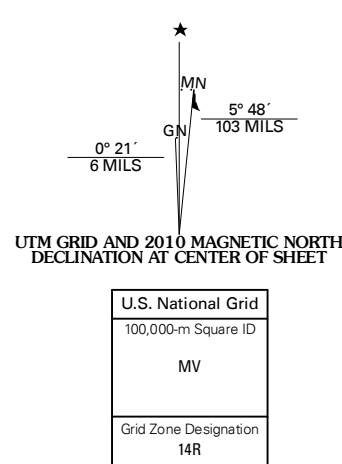 ★
MN
GN
5° 48´
103 MILS
0° 21´
6 MILS
UTM GRID AND 2010 MAGNETIC NORTH
DECLINATION AT CENTER OF SHEET
U.S. National Grid
100,000-m Square ID
MV
Grid Zone Designation
14R